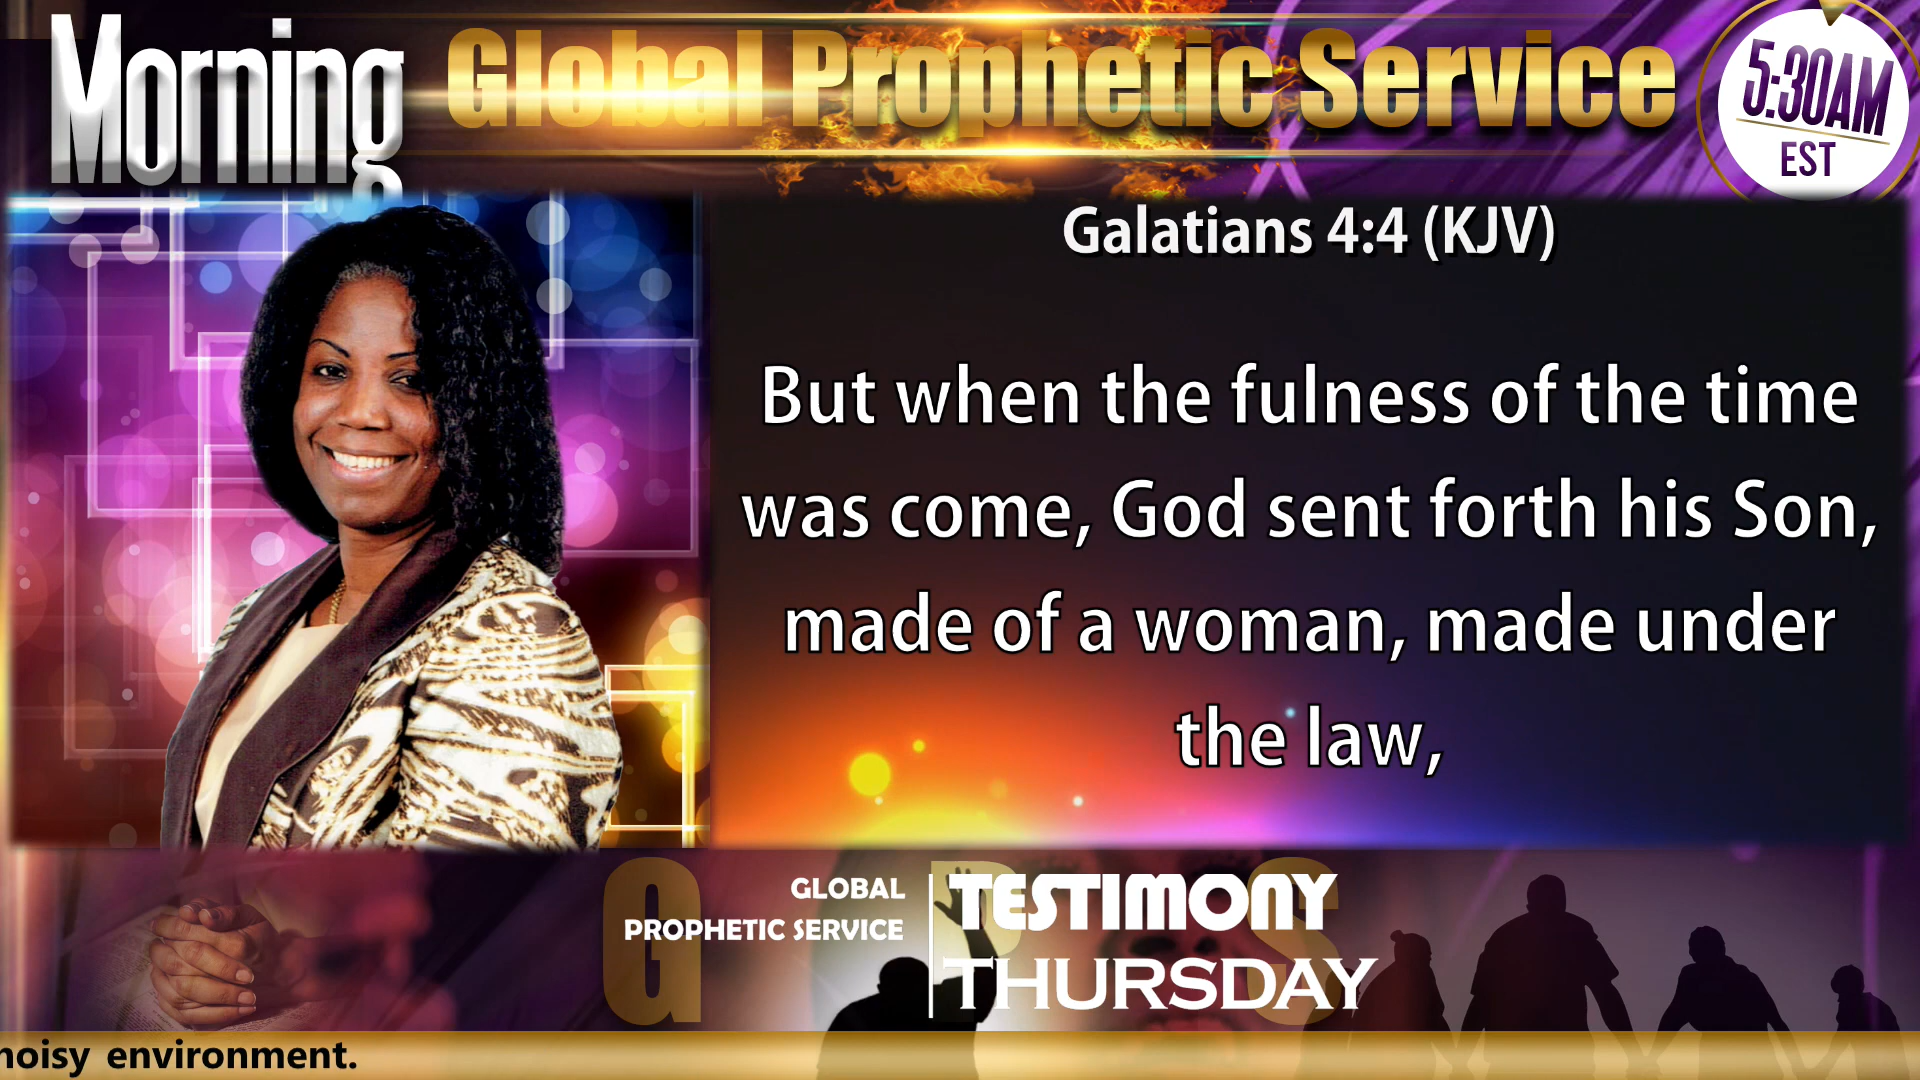 Morning
Global Prophetic Service
5:30AM
EST
Galatians 4:4 (KJV)
But when the fulness of the time
was come, God sent forth his Son,
made of a woman, made under
the law,
GPS
GLOBAL
PROPHETIC SERVICE
TESTIMONY
THURSDAY
noisy environment.